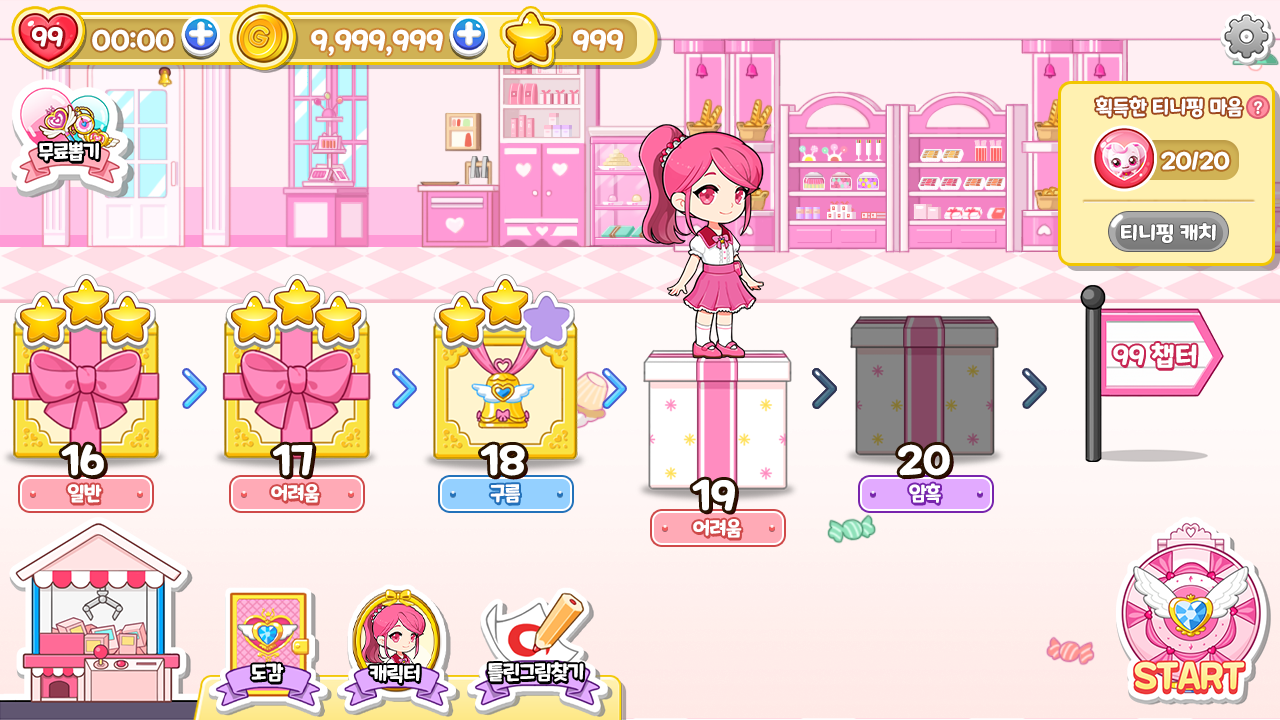 99
00:00
G
9,999,999
999
무료뽑기
획득한 티니핑 마음 ?
20/20
티니핑 캐치
99 챕터
16
일반
17
어려움
18
구름
19
어려움
20
암흑
도감
캐릭터
틀린그림찾기
START